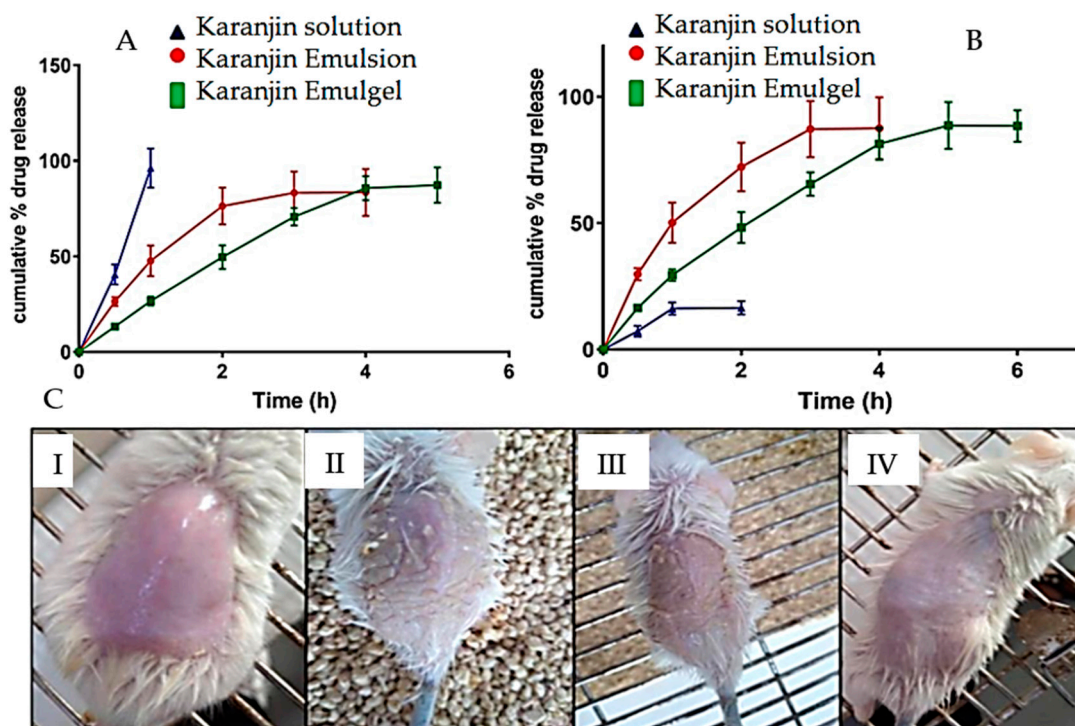 A
Karanjin solution
Karanjin Emulsion
Karanjin Emulgel
150
100
50
0
0
2
4
6
cumulative % drug release
Time (h)
B
Karanjin solution
Karanjin Emulsion
Karanjin Emulgel
100
50
0
0
2
4
6
cumulative % drug release
Time (h)
C
I
II
III
IV